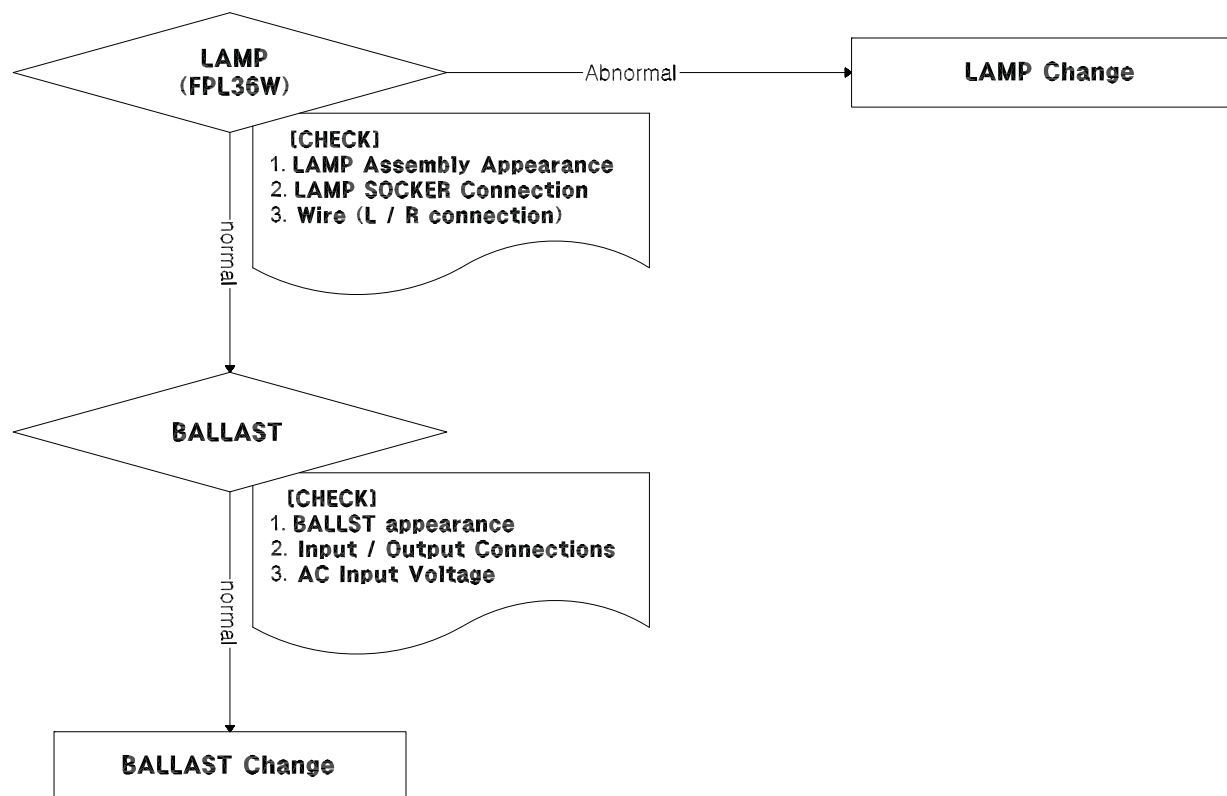 LAMP
(FPL36W)
Abnormal
LAMP Change
[CHECK]
1. LAMP Assembly Appearance
2. LAMP SOCKER Connection
3. Wire (L / R connection)
normal
BALLAST
[CHECK]
1. BALLST appearance
2. Input / Output Connections
3. AC Input Voltage
normal
BALLAST Change